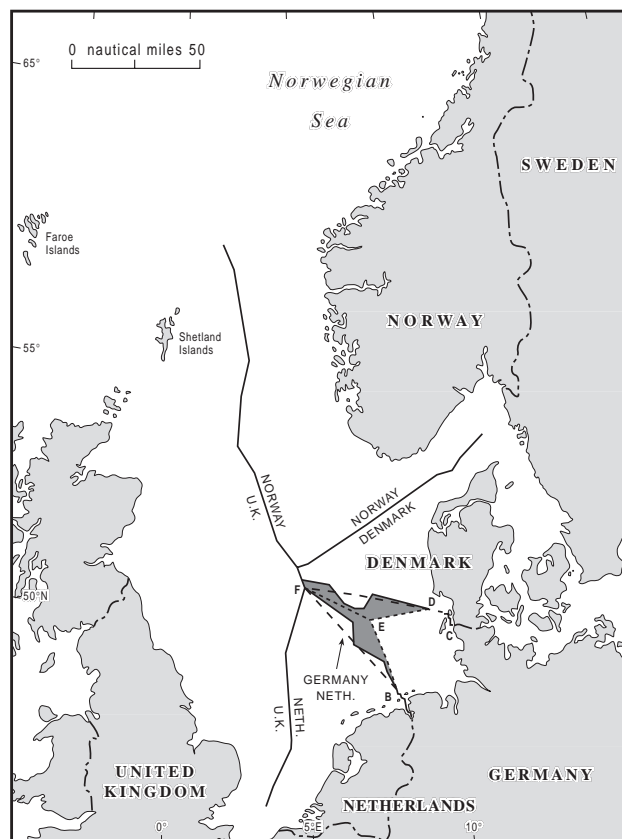 0 nautical miles 50
65°
Norwegian
Sea
SWEDEN
Faroe
Islands
NORWAY
Shetland
Islands
55°
NORWAY
U.K.
NORWAY
DENMARK
DENMARK
50°N
F
D
E
C
GERMANY
NETH.
B
NETH.
U.K.
UNITED
KINGDOM
GERMANY
NETHERLANDS
0°
5°E
10°